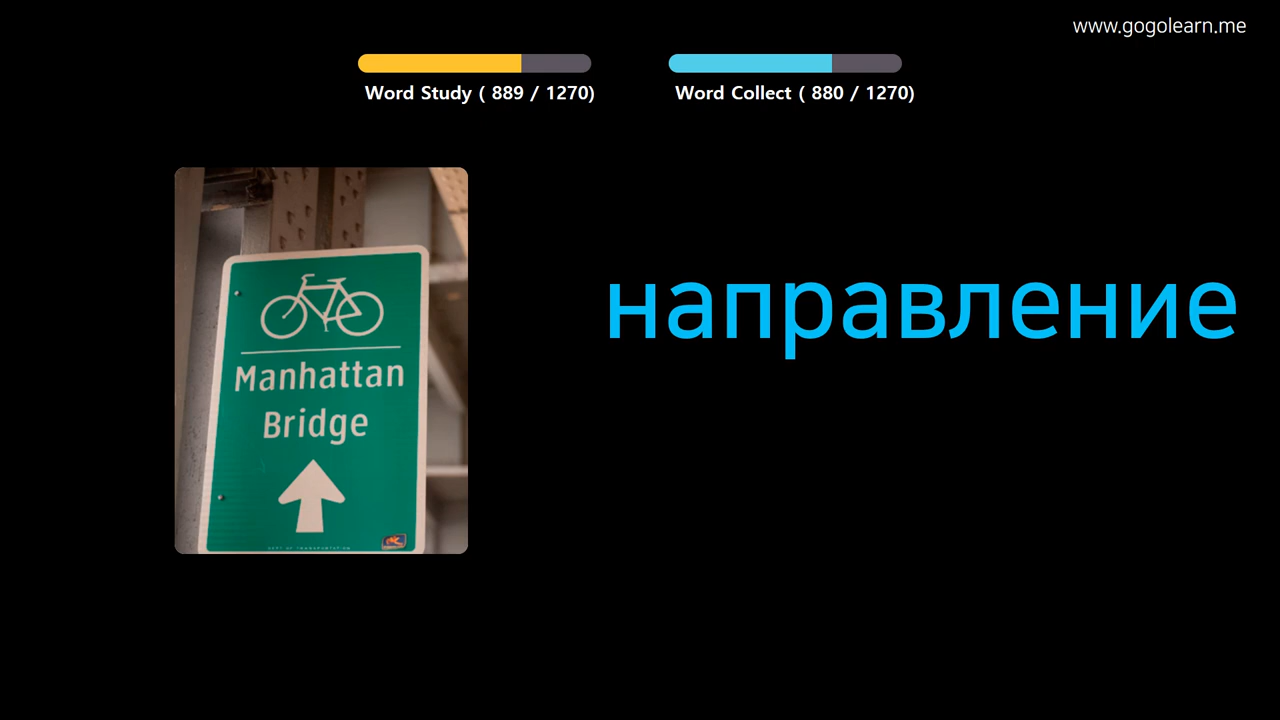 www.gogolearn.me
Word Study ( 889 / 1270)
Word Collect ( 880 / 1270)
направление
Manhattan
Bridge